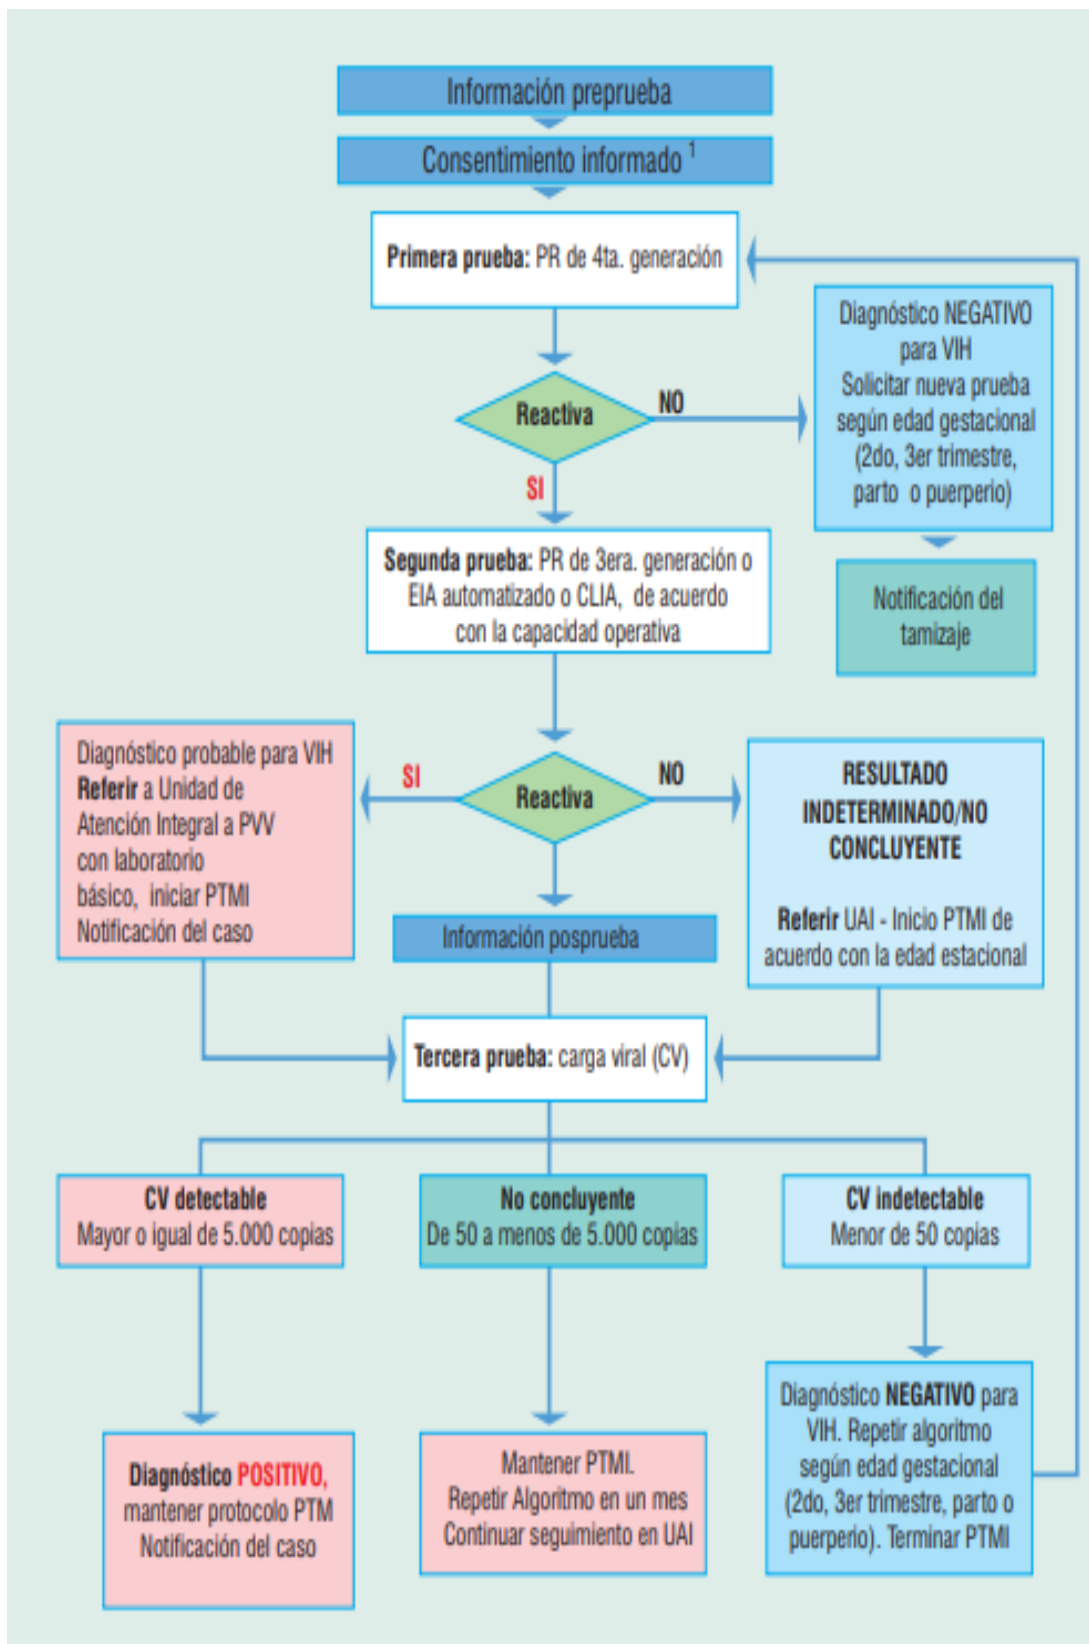 Información preprueba
Consentimiento informado 1
Primera prueba: PR de 4ta. generación
Diagnóstico NEGATIVO
para VIH
Solicitar nueva prueba
según edad gestacional
(2do, 3er trimestre,
parto o puerperio)
Reactiva
NO
SI
Segunda prueba: PR de 3era. generación o
EIA automatizado o CLIA, de acuerdo
con la capacidad operativa
Notificación del
tamizaje
Diagnóstico probable para VIH
Referir a Unidad de
Atención Integral a PVV
con laboratorio
básico, iniciar PTMI
Notificación del caso
SI
Reactiva
NO
RESULTADO
INDETERMINADO/NO
CONCLUYENTE
Referir UAI - Inicio PTMI de
acuerdo con la edad estacional
Información posprueba
Tercera prueba: carga viral (CV)
CV detectable
Mayor o igual de 5.000 copias
No concluyente
De 50 a menos de 5.000 copias
CV indetectable
Menor de 50 copias
Diagnóstico POSITIVO,
mantener protocolo PTM
Notificación del caso
Mantener PTMI.
Repetir Algoritmo en un mes
Continuar seguimiento en UAI
Diagnóstico NEGATIVO para
VIH. Repetir algoritmo
según edad gestacional
(2do, 3er trimestre, parto o
puerperio). Terminar PTMI